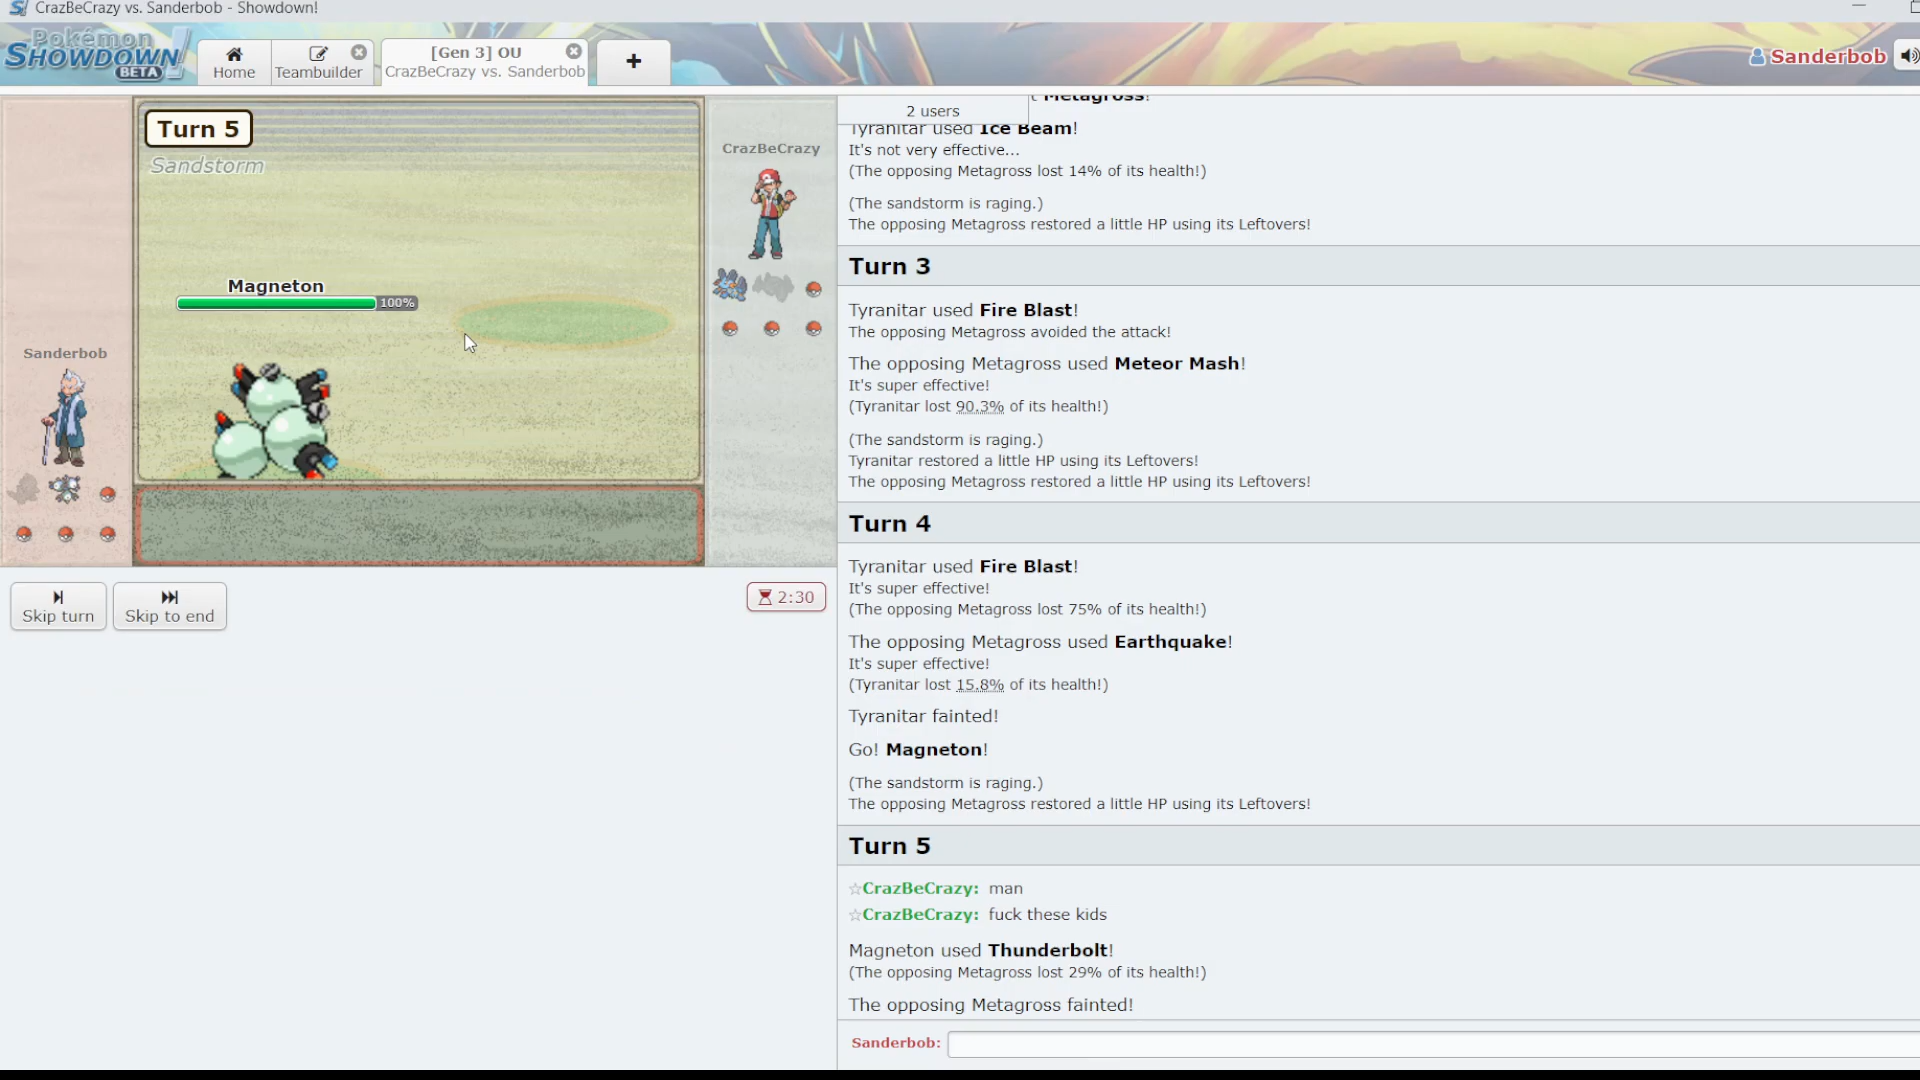 CrazBeCrazy vs. Sanderbob - Showdown!
Pokémon
SHOWDOWN!
BETA
Home
Teambuilder
[Gen 3] OU
CrazBeCrazy vs. Sanderbob
+
Sanderbob
Turn 5
Sandstorm
Magneton
100%
Sanderbob
CrazBeCrazy
Skip turn
Skip to end
2:30
2 users
Metagross!
Tyranitar used Ice Beam!
It's not very effective...
(The opposing Metagross lost 14% of its health!)
(The sandstorm is raging.)
The opposing Metagross restored a little HP using its Leftovers!
Turn 3
Tyranitar used Fire Blast!
The opposing Metagross avoided the attack!
The opposing Metagross used Meteor Mash!
It's super effective!
(Tyranitar lost 90.3% of its health!)
(The sandstorm is raging.)
Tyranitar restored a little HP using its Leftovers!
The opposing Metagross restored a little HP using its Leftovers!
Turn 4
Tyranitar used Fire Blast!
It's super effective!
(The opposing Metagross lost 75% of its health!)
The opposing Metagross used Earthquake!
It's super effective!
(Tyranitar lost 15.8% of its health!)
Tyranitar fainted!
Go! Magneton!
(The sandstorm is raging.)
The opposing Metagross restored a little HP using its Leftovers!
Turn 5
☆CrazBeCrazy: man
☆CrazBeCrazy: fuck these kids
Magneton used Thunderbolt!
(The opposing Metagross lost 29% of its health!)
The opposing Metagross fainted!
Sanderbob: